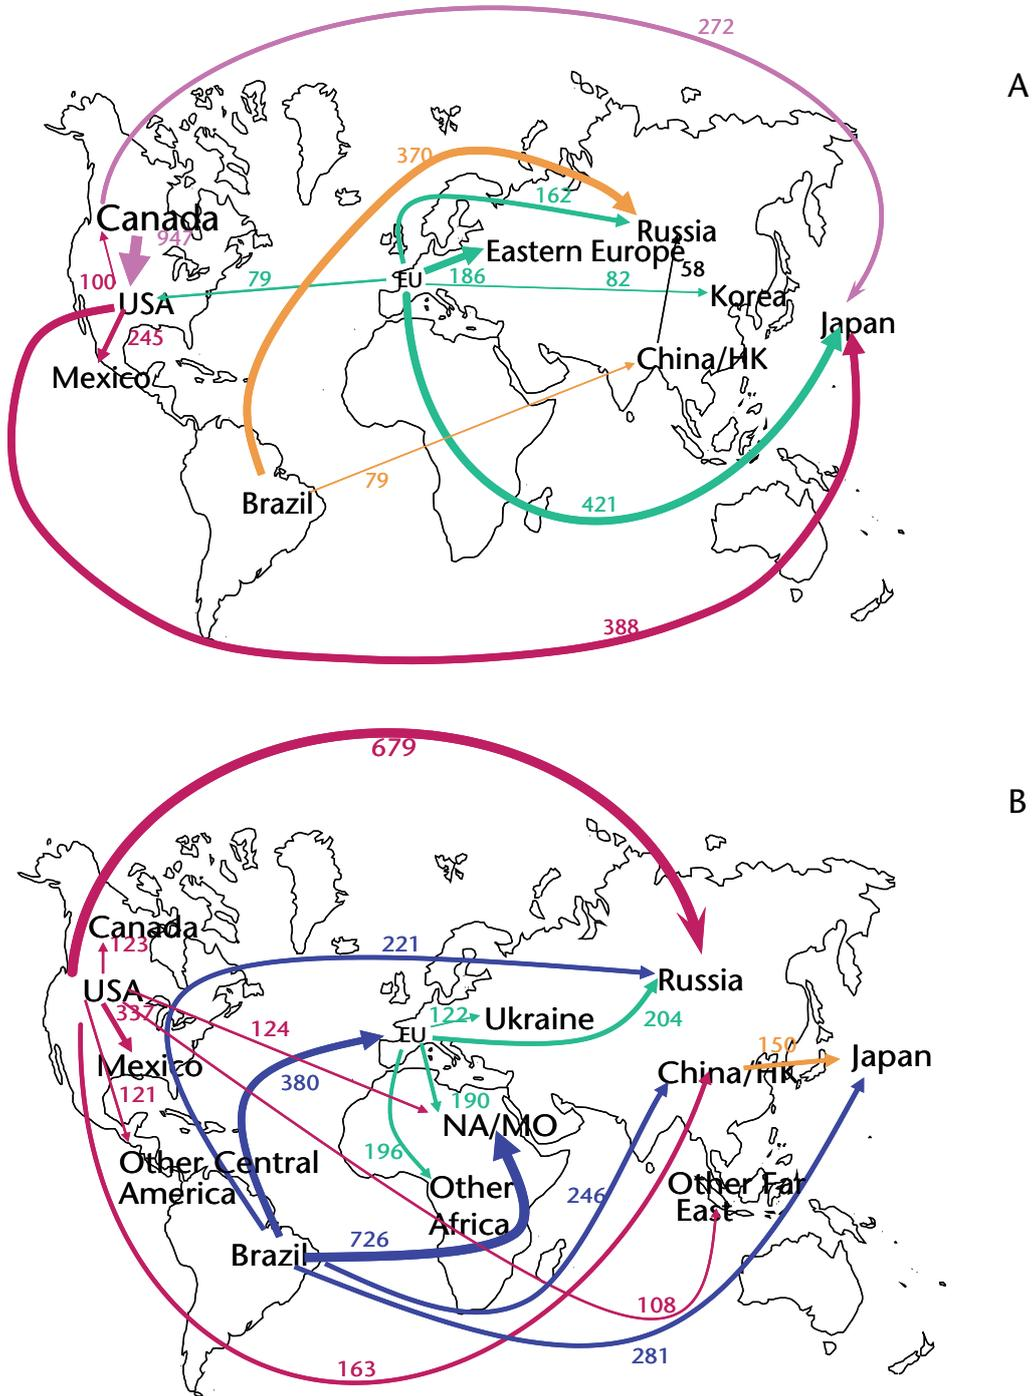 272
A
370
162
Canada
947
Russia
Eastern Europe
58
100
79
EU
186
82
USA
Korea
245
Japan
Mexico
China/HK
79
Brazil
421
388
679
B
Canada
123
221
USA
Russia
337
124
122
Ukraine
204
EU
150
Japan
Mexico
380
China/HK
121
190
NA/MO
196
Other Central
America
Other
Africa
246
Other Far
East
726
Brazil
108
281
163